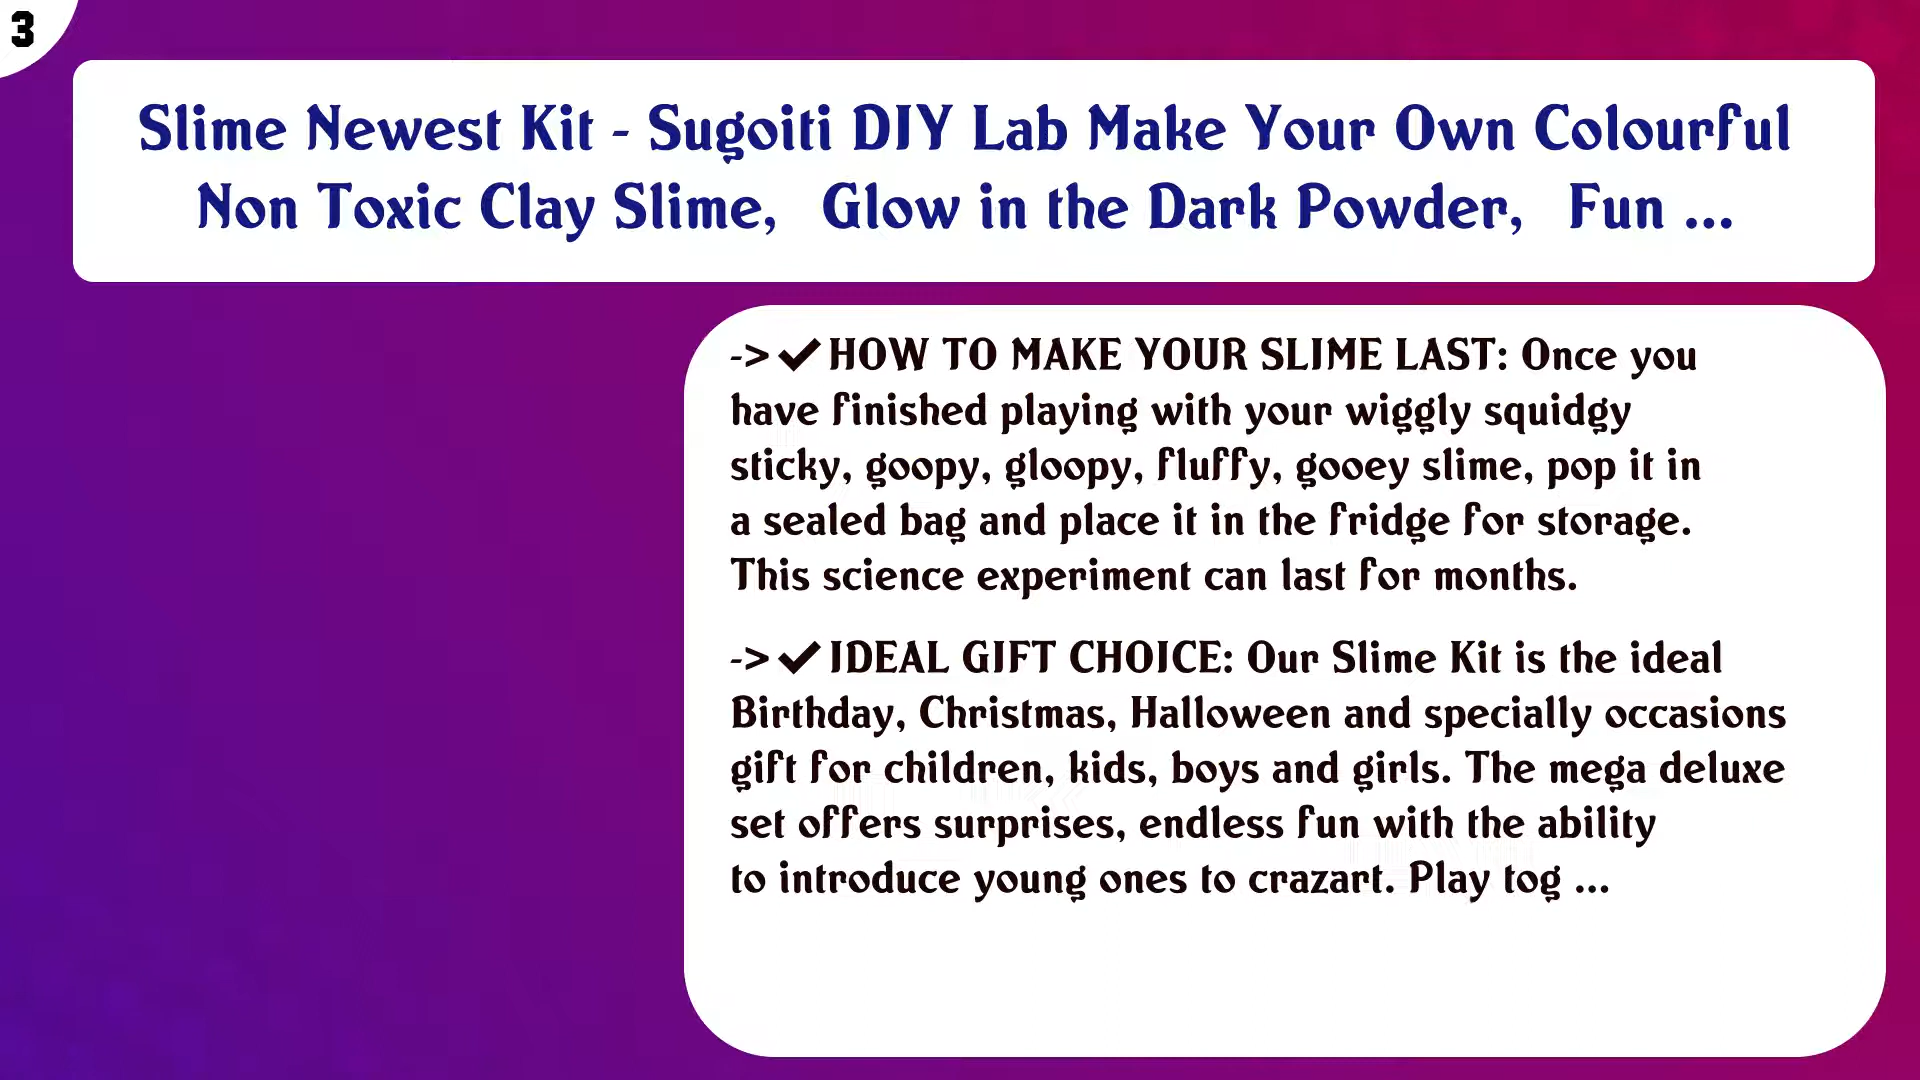 3
Slime Newest Kit - Sugoiti DIY Lab Make Your Own Colourful
Non Toxic Clay Slime, Glow in the Dark Powder, Fun ...
-> ✔ HOW TO MAKE YOUR SLIME LAST: Once you
have finished playing with your wiggly squidgy
sticky, goopy, gloopy, fluffy, gooey slime, pop it in
a sealed bag and place it in the fridge for storage.
This science experiment can last for months.
-> ✔ IDEAL GIFT CHOICE: Our Slime Kit is the ideal
Birthday, Christmas, Halloween and specially occasions
gift for children, kids, boys and girls. The mega deluxe
set offers surprises, endless fun with the ability
to introduce young ones to crazart. Play tog ...